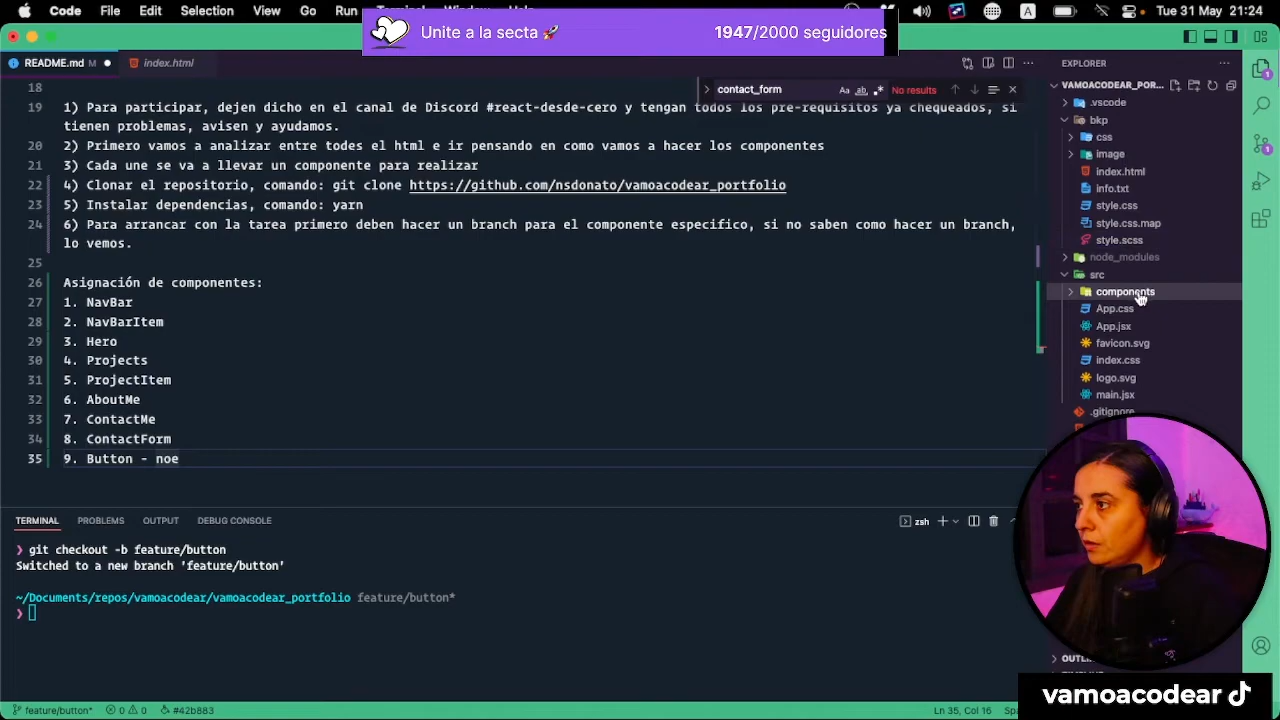 Code File Edit Selection View Go Run Terminal Window Help
A Tue 31 May 21:24
Unite a la secta 🚀 1947/2000 seguidores
README.md M ● index.html
EXPLORER
contact_form Aa ab .* No results
VAMOACODEAR_POR...
18
19 1) Para participar, dejen dicho en el canal de Discord #react-desde-cero y tengan todos los pre-requisitos ya chequeados, si
tienen problemas, avisen y ayudamos.
20 2) Primero vamos a analizar entre todes el html e ir pensando en como vamos a hacer los componentes
21 3) Cada une se va a llevar un componente para realizar
22 4) Clonar el repositorio, comando: git clone https://github.com/nsdonato/vamoacodear_portfolio
23 5) Instalar dependencias, comando: yarn
24 6) Para arrancar con la tarea primero deben hacer un branch para el componente especifico, si no saben como hacer un branch,
lo vemos.
25
26 Asignación de componentes:
27 1. NavBar
28 2. NavBarItem
29 3. Hero
30 4. Projects
31 5. ProjectItem
32 6. AboutMe
33 7. ContactMe
34 8. ContactForm
35 9. Button - noe
.vscode
bkp
css
image
index.html
info.txt
style.css
style.css.map
style.scss
node_modules
src
components
App.css
App.jsx
favicon.svg
index.css
logo.svg
main.jsx
.gitignore
TERMINAL PROBLEMS OUTPUT DEBUG CONSOLE
zsh
❯ git checkout -b feature/button
Switched to a new branch 'feature/button'
~/Documents/repos/vamoacodear/vamoacodear_portfolio feature/button*
❯
feature/button* 0 0 #42b883
Ln 35, Col 16
vamoacodear